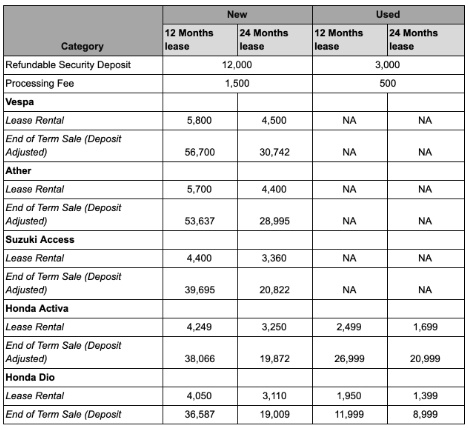 New Used
Category 12 Months lease 24 Months lease 12 Months lease 24 Months lease
Refundable Security Deposit 12,000 3,000
Processing Fee 1,500 500
Vespa
Lease Rental 5,800 4,500 NA NA
End of Term Sale (Deposit
Adjusted) 56,700 30,742 NA NA
Ather
Lease Rental 5,700 4,400 NA NA
End of Term Sale (Deposit
Adjusted) 53,637 28,995 NA NA
Suzuki Access
Lease Rental 4,400 3,360 NA NA
End of Term Sale (Deposit
Adjusted) 39,695 20,822 NA NA
Honda Activa
Lease Rental 4,249 3,250 2,499 1,699
End of Term Sale (Deposit
Adjusted) 38,066 19,872 26,999 20,999
Honda Dio
Lease Rental 4,050 3,110 1,950 1,399
End of Term Sale (Deposit 36,587 19,009 11,999 8,999